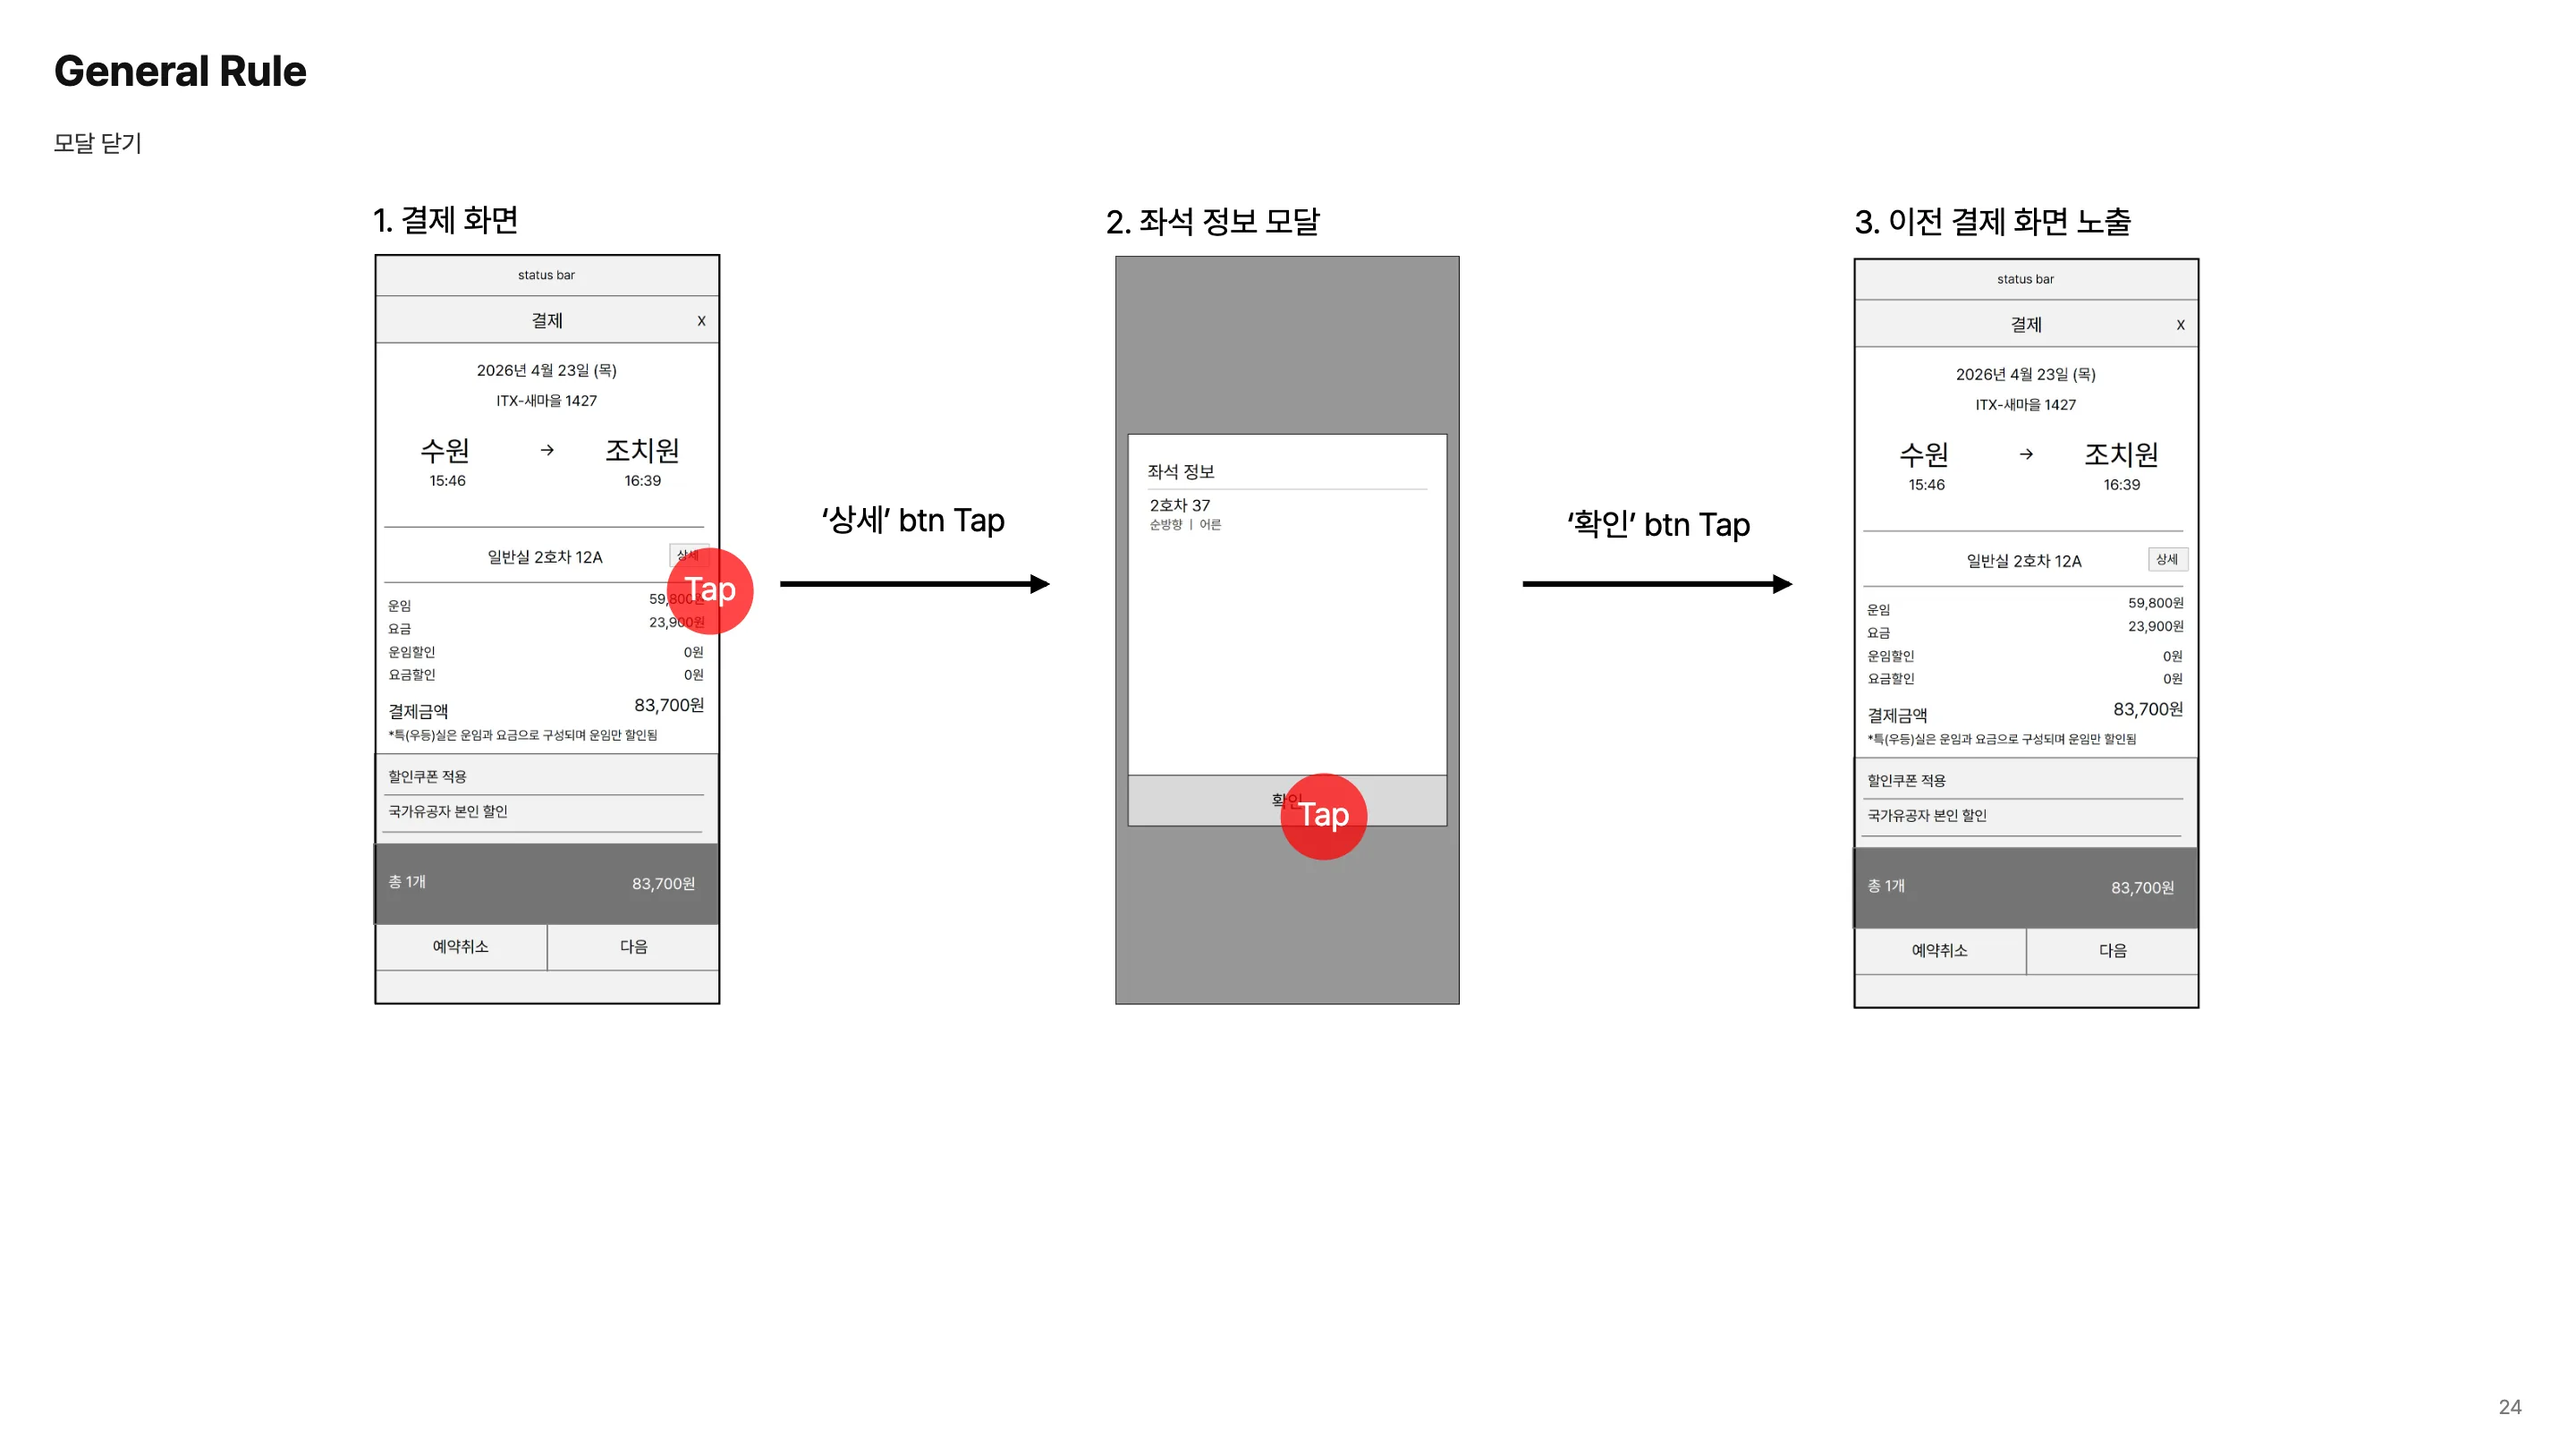 General Rule
모달 닫기
1. 결제 화면
status bar
결제 X
2026년 4월 23일 (목)
ITX-새마을 1427
수원 → 조치원
15:46 16:39
일반실 2호차 12A 상세
Tap
운임 59,800원
요금 23,900원
운임할인 0원
요금할인 0원
결제금액 83,700원
*특(우등)실은 운임과 요금으로 구성되며 운임만 할인됨
할인쿠폰 적용
국가유공자 본인 할인
총 1개 83,700원
예약취소 다음
‘상세’ btn Tap
2. 좌석 정보 모달
좌석 정보
2호차 37
순방향 | 어른
확인
Tap
‘확인’ btn Tap
3. 이전 결제 화면 노출
status bar
결제 X
2026년 4월 23일 (목)
ITX-새마을 1427
수원 → 조치원
15:46 16:39
일반실 2호차 12A 상세
운임 59,800원
요금 23,900원
운임할인 0원
요금할인 0원
결제금액 83,700원
*특(우등)실은 운임과 요금으로 구성되며 운임만 할인됨
할인쿠폰 적용
국가유공자 본인 할인
총 1개 83,700원
예약취소 다음
24